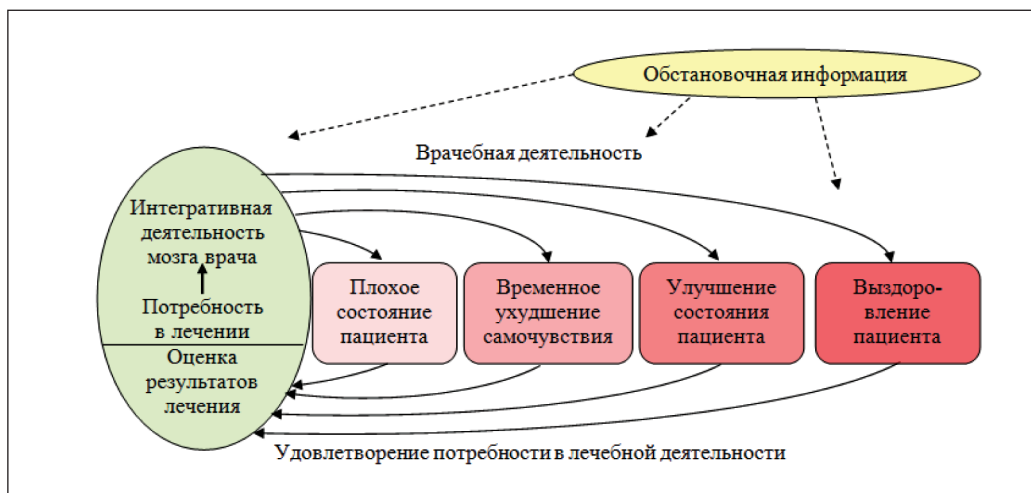 Обстановочная информация
Врачебная деятельность
Интегративная
деятельность
мозга врача
Потребность
в лечении
Оценка
результатов
лечения
Плохое
состояние
пациента
Временное
ухудшение
самочувствия
Улучшение
состояния
пациента
Выздоро-
вление
пациента
Удовлетворение потребности в лечебной деятельности